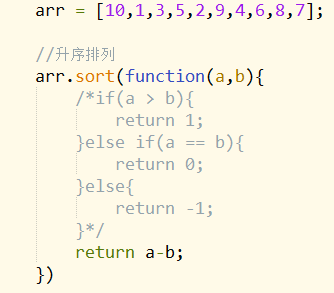 arr = [10,1,3,5,2,9,4,6,8,7];
//升序排列
arr.sort(function(a,b){
/*if(a > b){
return 1;
}else if(a == b){
return 0;
}else{
return -1;
}*/
return a-b;
})